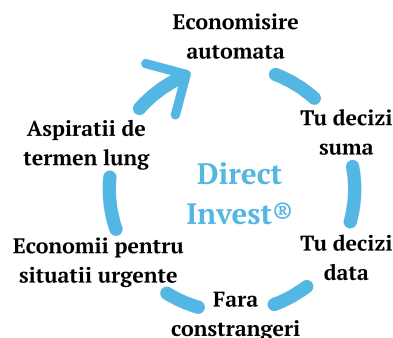 Economisire
automata
Tu decizi
suma
Tu decizi
data
Fara
constrangeri
Economii pentru
situatii urgente
Aspiratii de
termen lung
Direct
Invest®